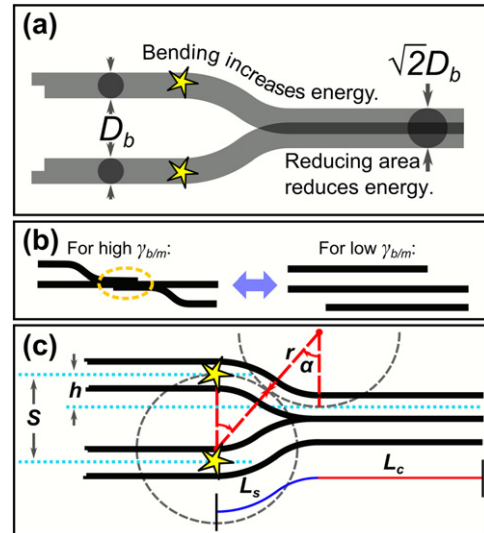 (a)
Bending increases energy.
√2D_b
D_b
Reducing area
reduces energy.
(b)
For high γ_b/m:
For low γ_b/m:
(c)
r
α
h
S
L_s
L_c